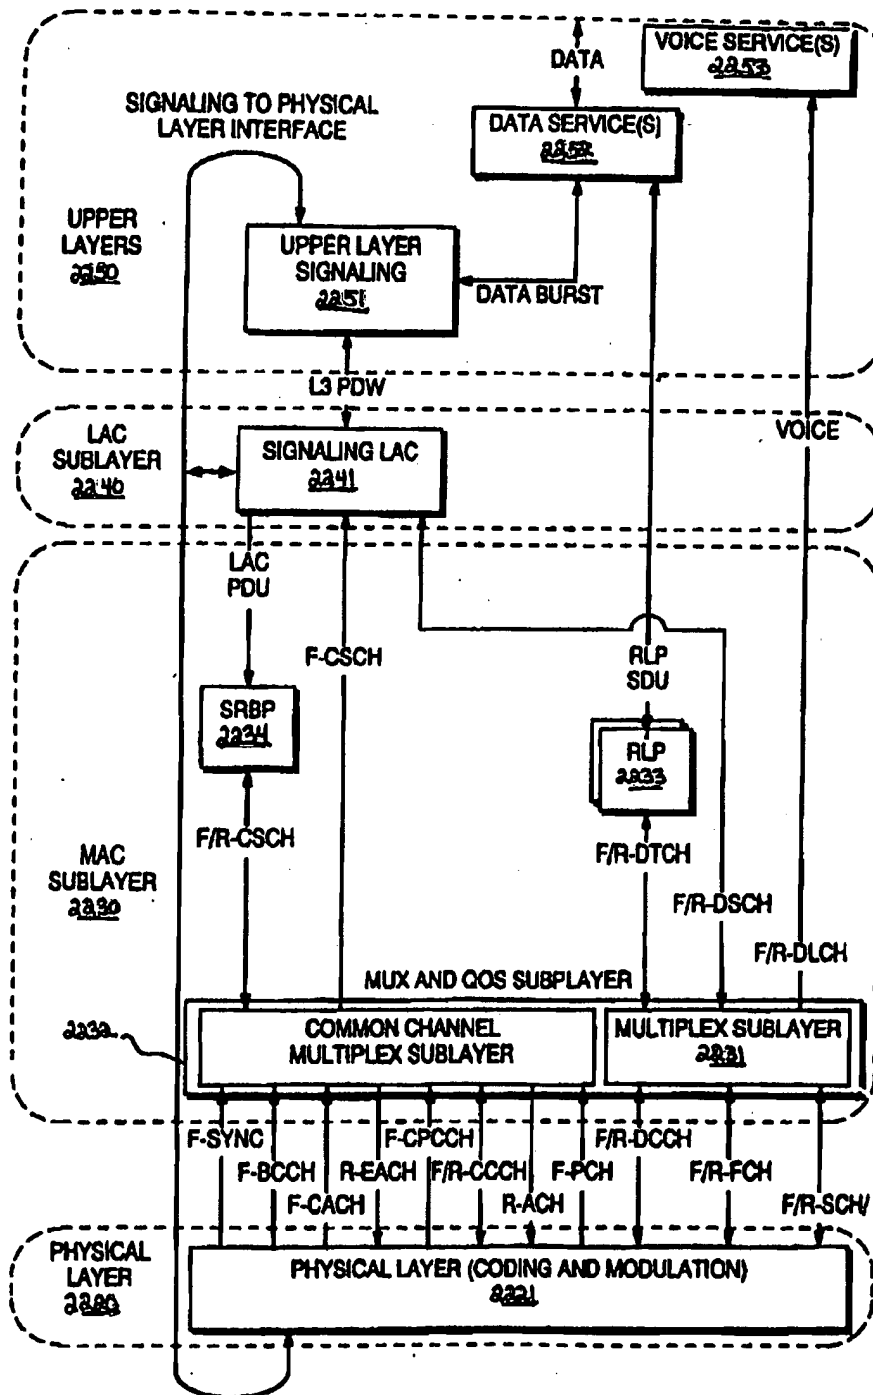 DATA
VOICE SERVICE(S)
2253
SIGNALING TO PHYSICAL
LAYER INTERFACE
DATA SERVICE(S)
2252
UPPER
LAYERS
2250
UPPER LAYER
SIGNALING
2251
DATA BURST
L3 PDW
LAC
SUBLAYER
2240
SIGNALING LAC
2241
VOICE
LAC
PDU
F-CSCH
RLP
SDU
SRBP
2234
RLP
2233
F/R-CSCH
F/R-DTCH
MAC
SUBLAYER
2230
F/R-DSCH
F/R-DLCH
MUX AND QOS SUBPLAYER
2232
COMMON CHANNEL
MULTIPLEX SUBLAYER
MULTIPLEX SUBLAYER
2231
F-SYNC
F-CPCCH
F/R-DCCH
F-BCCH
R-EACH
F/R-CCCH
F-PCH
F/R-FCH
F-CACH
R-ACH
F/R-SCH/
PHYSICAL
LAYER
2220
PHYSICAL LAYER (CODING AND MODULATION)
2221